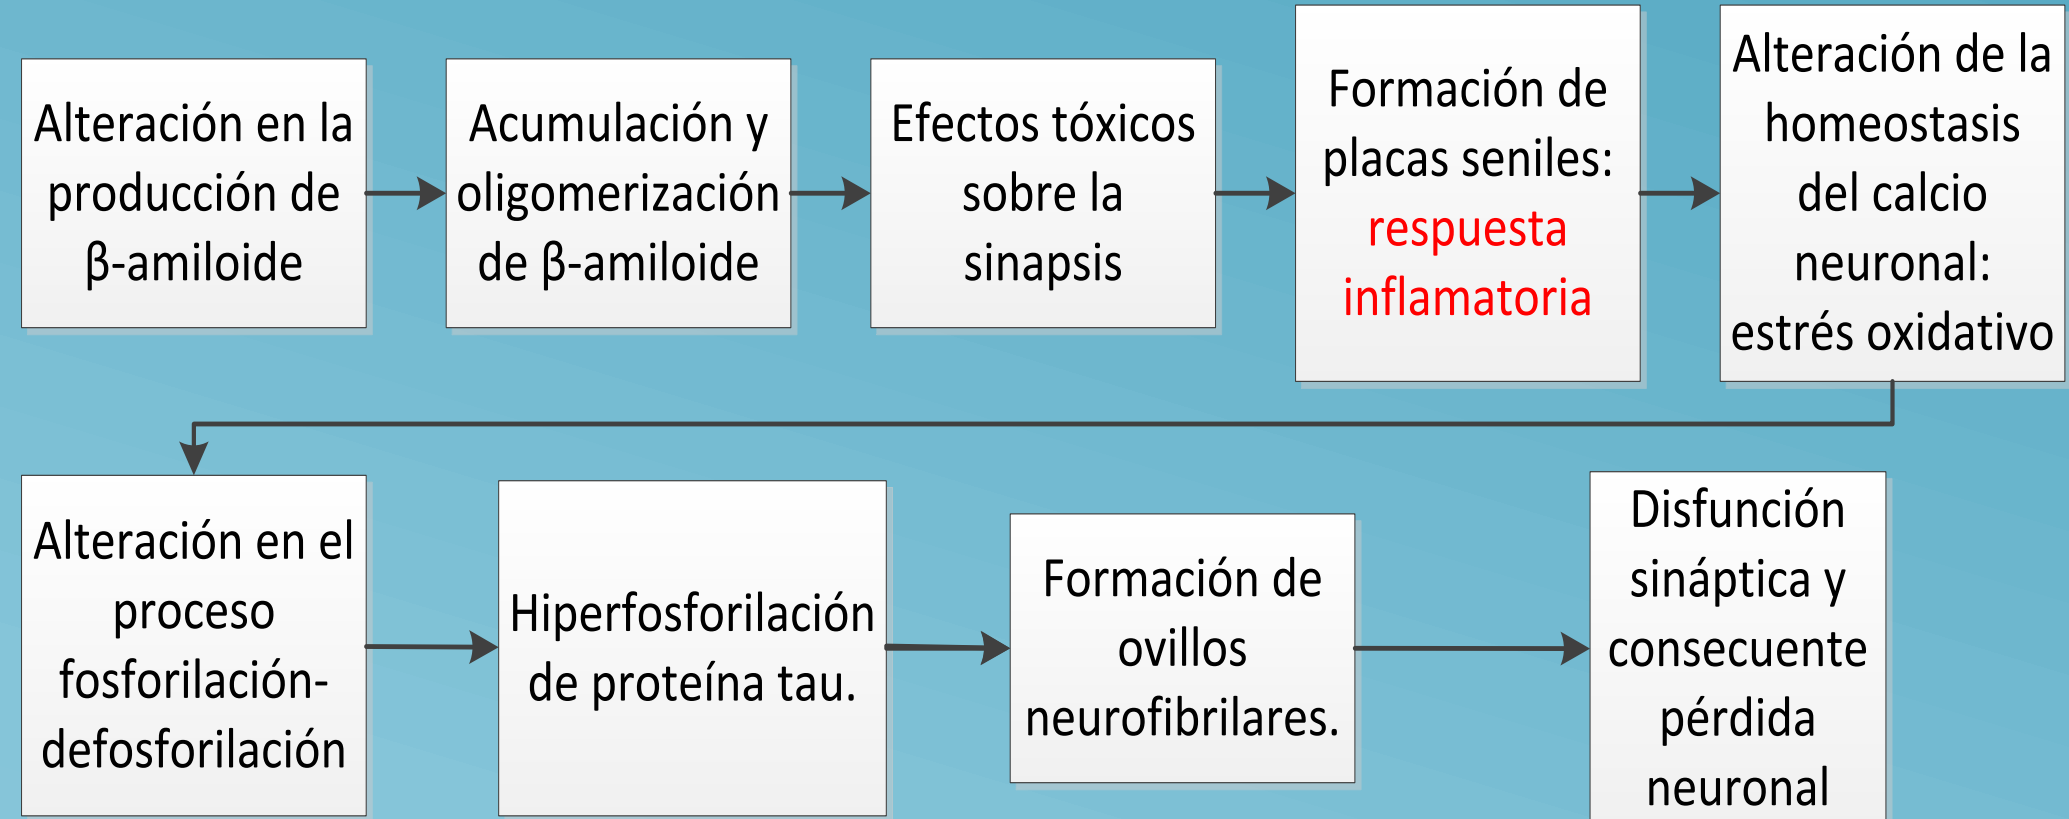 Alteración en la
producción de
β-amiloide
Acumulación y
oligomerización
de β-amiloide
Efectos tóxicos
sobre la
sinapsis
Formación de
placas seniles:
respuesta
inflamatoria
Alteración de la
homeostasis
del calcio
neuronal:
estrés oxidativo
Alteración en el
proceso
fosforilación-
defosforilación
Hiperfosforilación
de proteína tau.
Formación de
ovillos
neurofibrilares.
Disfunción
sináptica y
consecuente
pérdida
neuronal